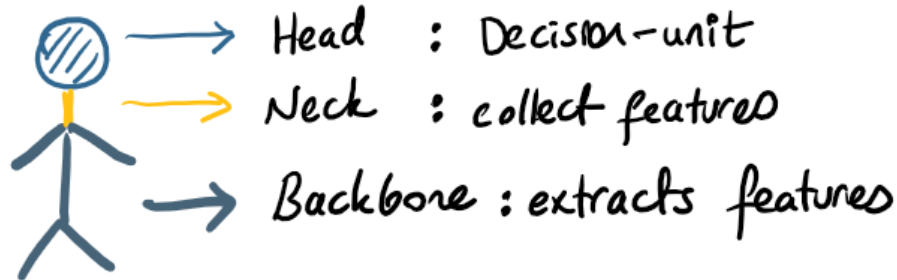 Head : Decision-unit
Neck : collect features
Backbone : extracts features